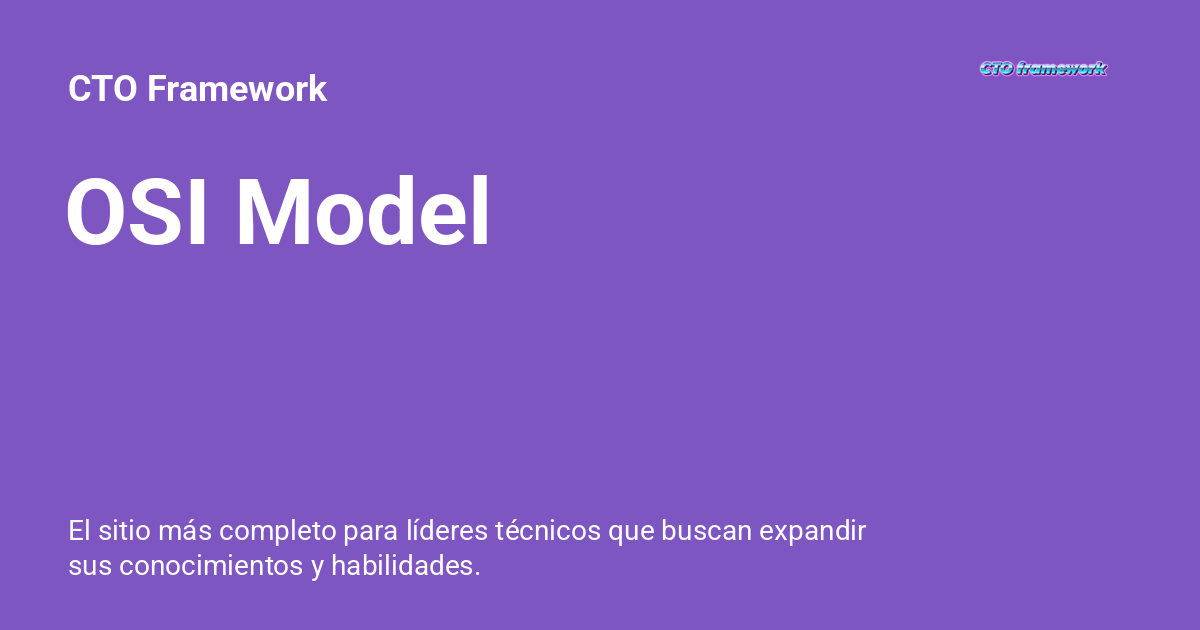 CTO Framework
CTO framework
OSI Model
El sitio más completo para líderes técnicos que buscan expandir
sus conocimientos y habilidades.